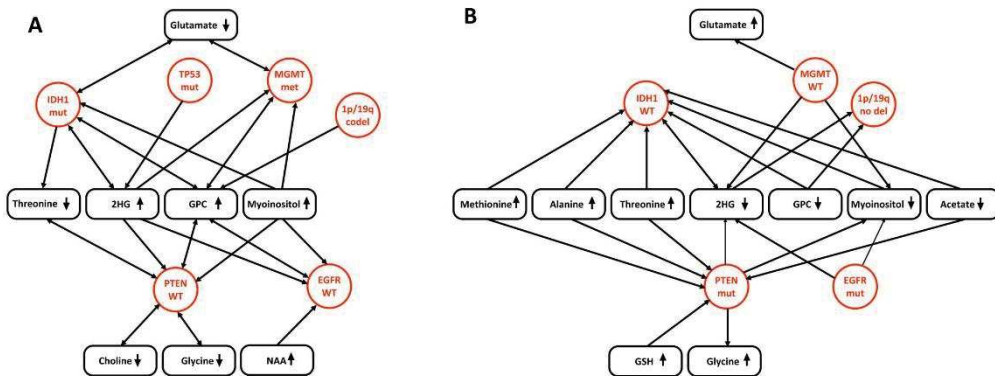 A
Glutamate ↓
TP53
mut
MGMT
met
IDH1
mut
1p/19q
codel
Threonine ↓
2HG ↑
GPC ↑
Myoinositol ↑
PTEN
WT
EGFR
WT
Choline ↓
Glycine ↓
NAA ↑
B
Glutamate ↑
MGMT
WT
IDH1
WT
1p/19q
no del
Methionine ↑
Alanine ↑
Threonine ↑
2HG ↓
GPC ↓
Myoinositol ↓
Acetate ↓
PTEN
mut
EGFR
mut
GSH ↑
Glycine ↑